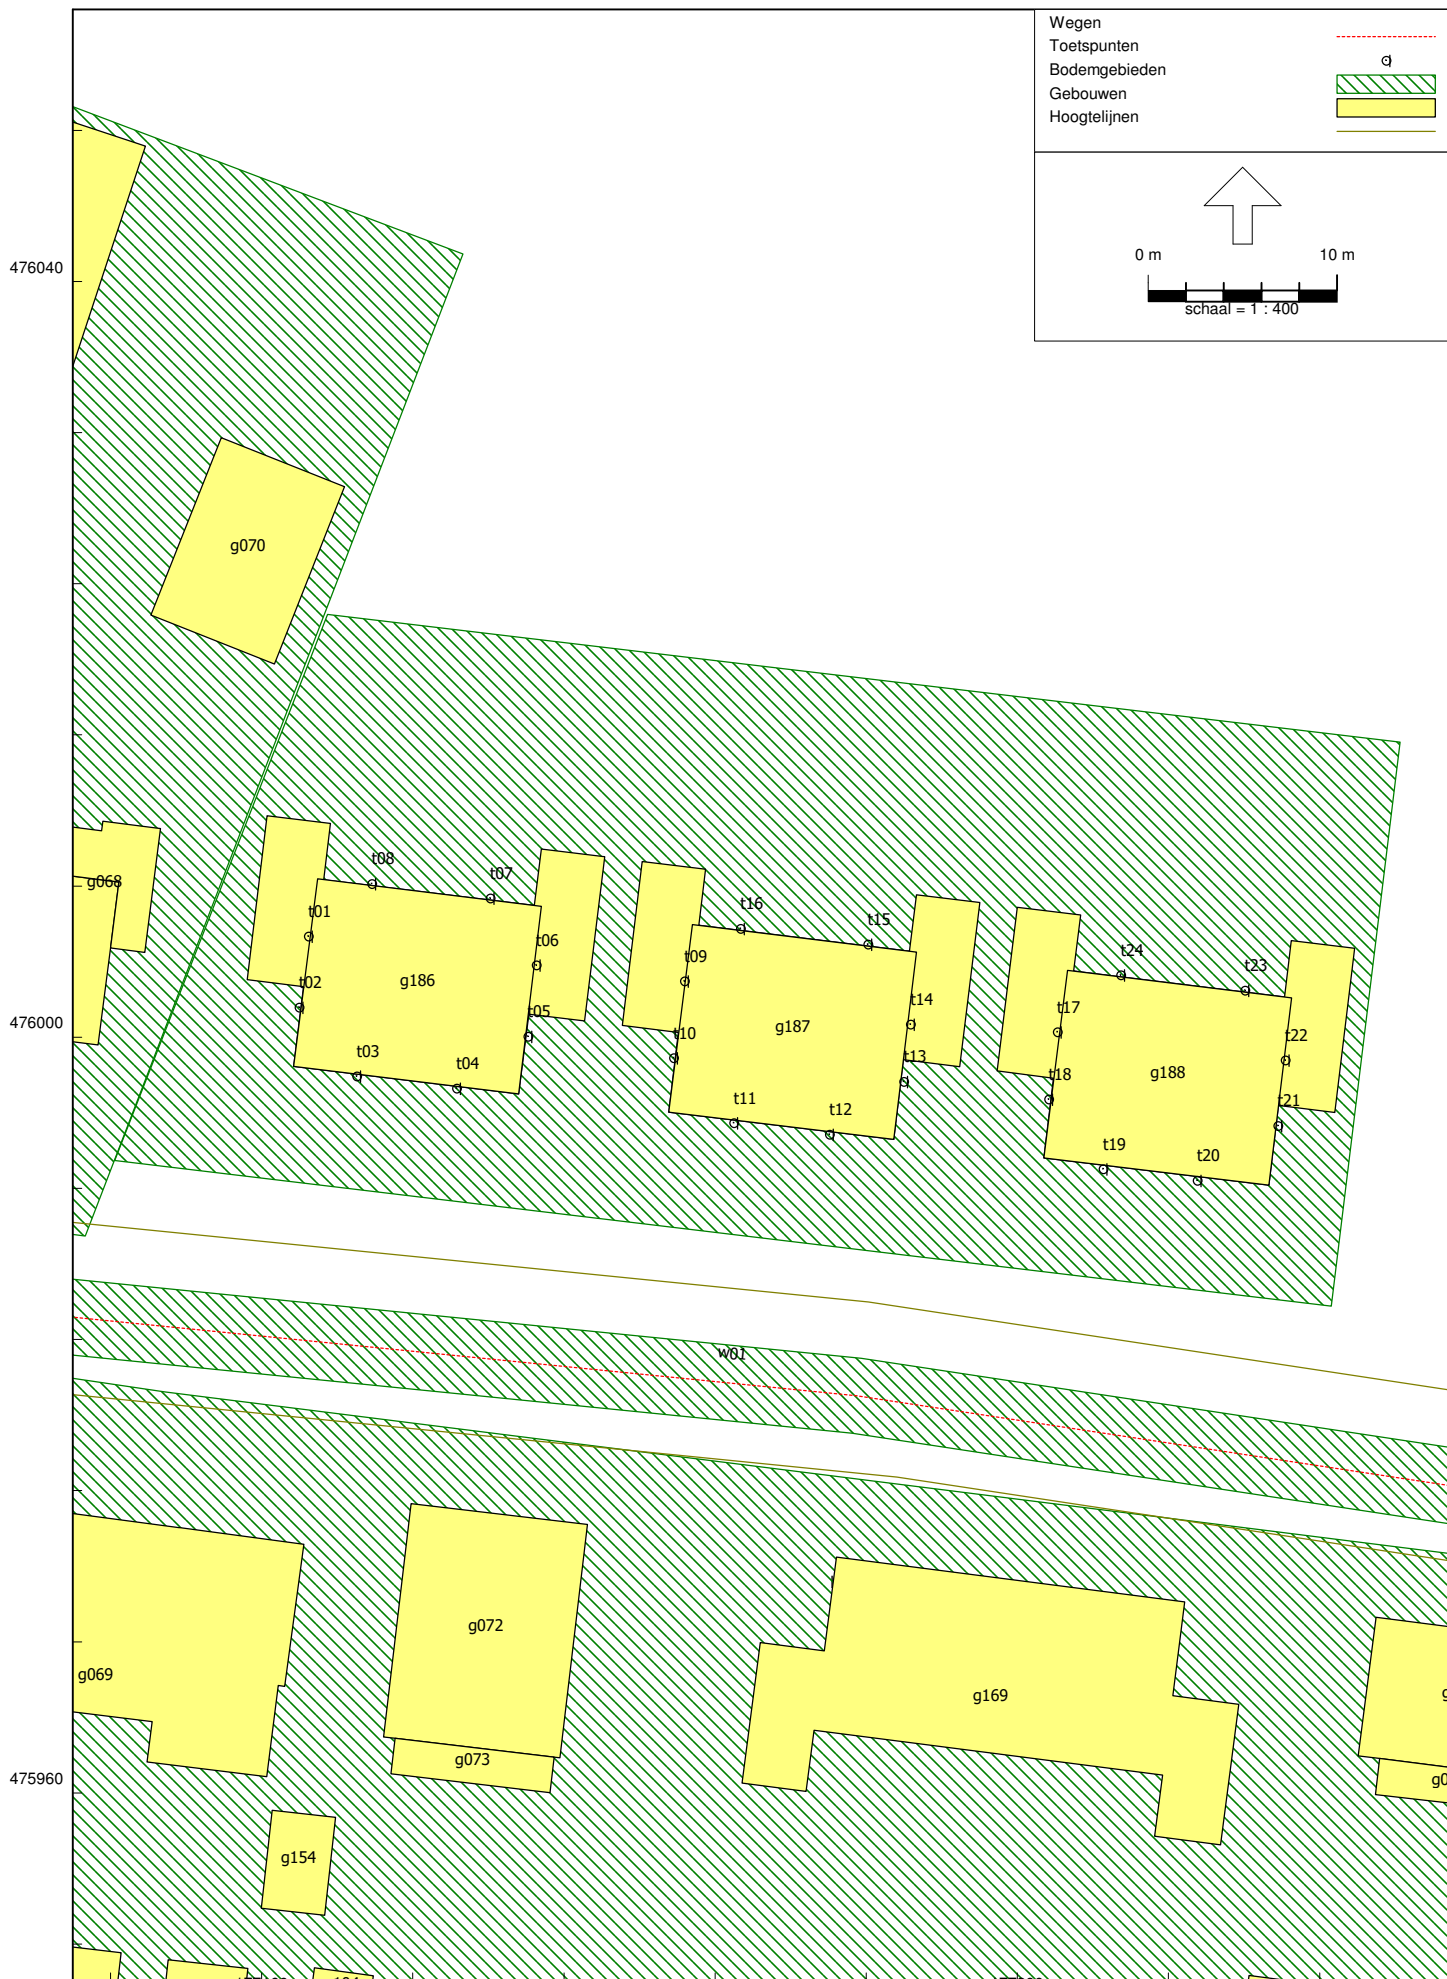 Wegen
Toetspunten
Bodemgebieden
Gebouwen
Hoogtelijnen
0 m 10 m
schaal = 1 : 400
476040
g070
g068
t08
t07
t01
t06
t02
g186
t05
t03
t04
t16
t15
t09
t14
g187
t10
t13
t11
t12
t24
t23
t17
t22
g188
t18
t21
t19
t20
476000
w01
g072
g069
g073
g169
475960
g154